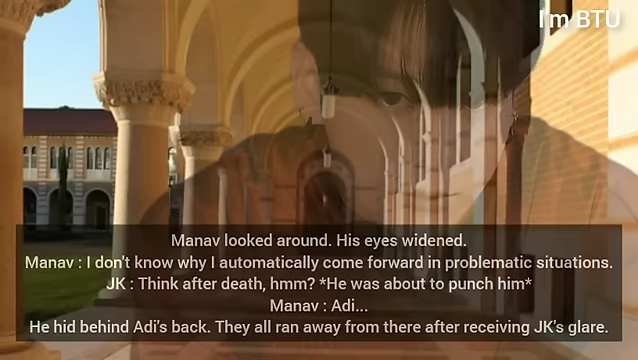 I'm BTU
Manav looked around. His eyes widened.
Manav : I don't know why I automatically come forward in problematic situations.
JK : Think after death, hmm? *He was about to punch him*
Manav : Adi...
He hid behind Adi's back. They all ran away from there after receiving JK's glare.